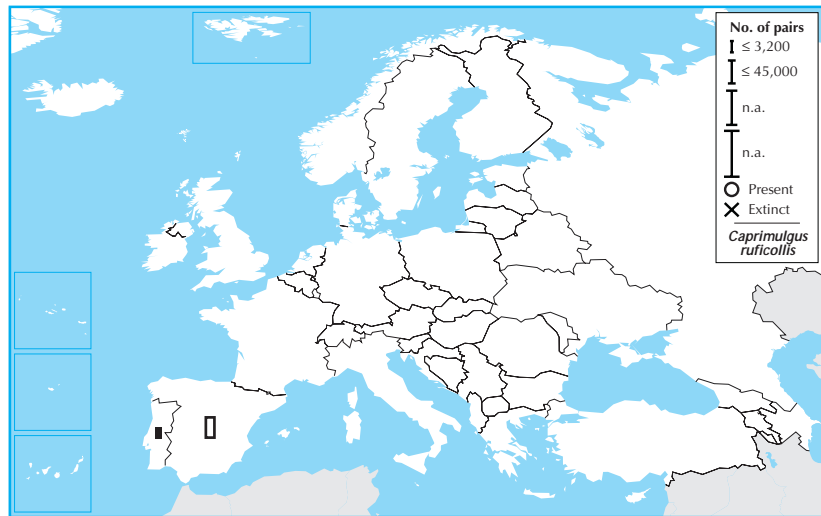 No. of pairs
≤ 3,200
≤ 45,000
n.a.
n.a.
Present
Extinct
Caprimulgus
ruficollis